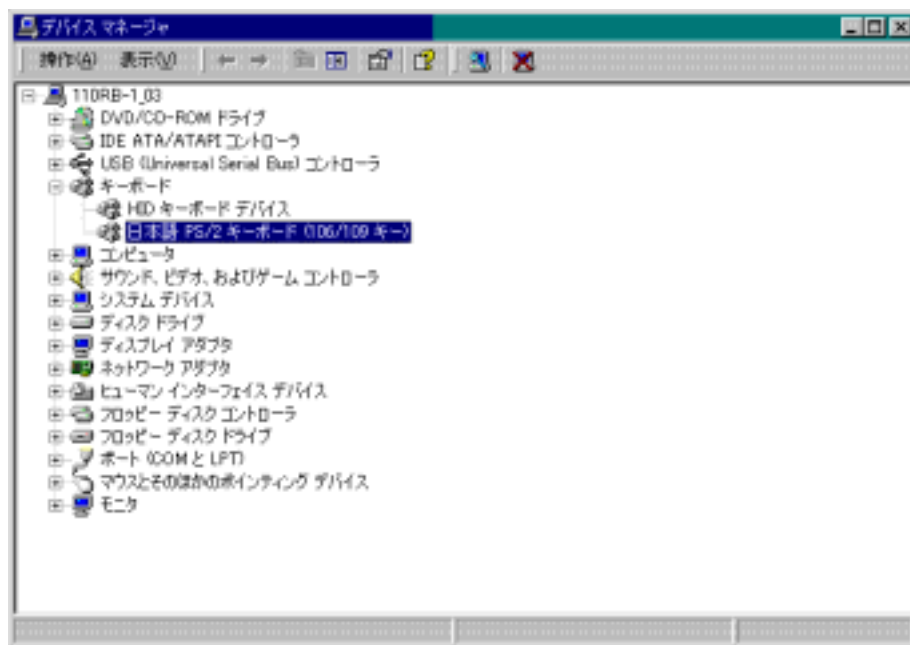 デバイス マネージャ
操作(A) 表示(V)
110RB-1_03
DVD/CD-ROM ドライブ
IDE ATA/ATAPI コントローラ
USB (Universal Serial Bus) コントローラ
キーボード
HID キーボード デバイス
日本語 PS/2 キーボード (106/109 キー)
コンピュータ
サウンド、ビデオ、およびゲーム コントローラ
システム デバイス
ディスク ドライブ
ディスプレイ アダプタ
ネットワーク アダプタ
ヒューマン インターフェイス デバイス
フロッピー ディスク コントローラ
フロッピー ディスク ドライブ
ポート (COM と LPT)
マウスとそのほかのポインティング デバイス
モニタ